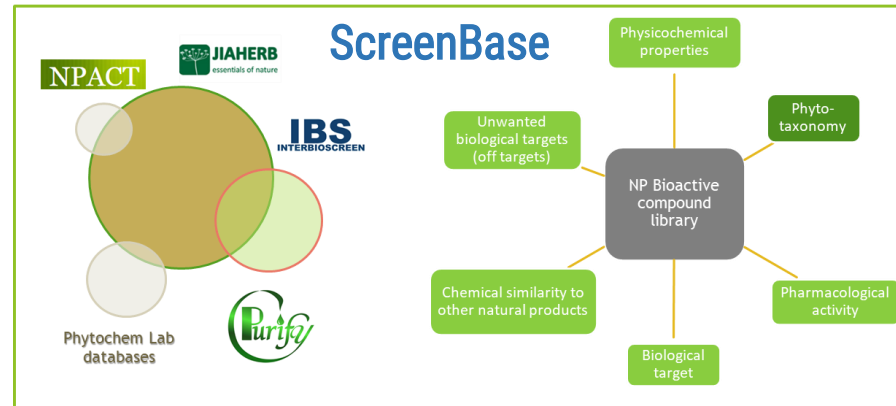 ScreenBase
NPACT
JIAHERB
essentials of nature
IBS
INTERBIOSCREEN
Phytochem Lab
databases
Purify
Physicochemical
properties
Unwanted
biological targets
(off targets)
Phyto-
taxonomy
NP Bioactive
compound
library
Chemical similarity to
other natural products
Pharmacological
activity
Biological
target